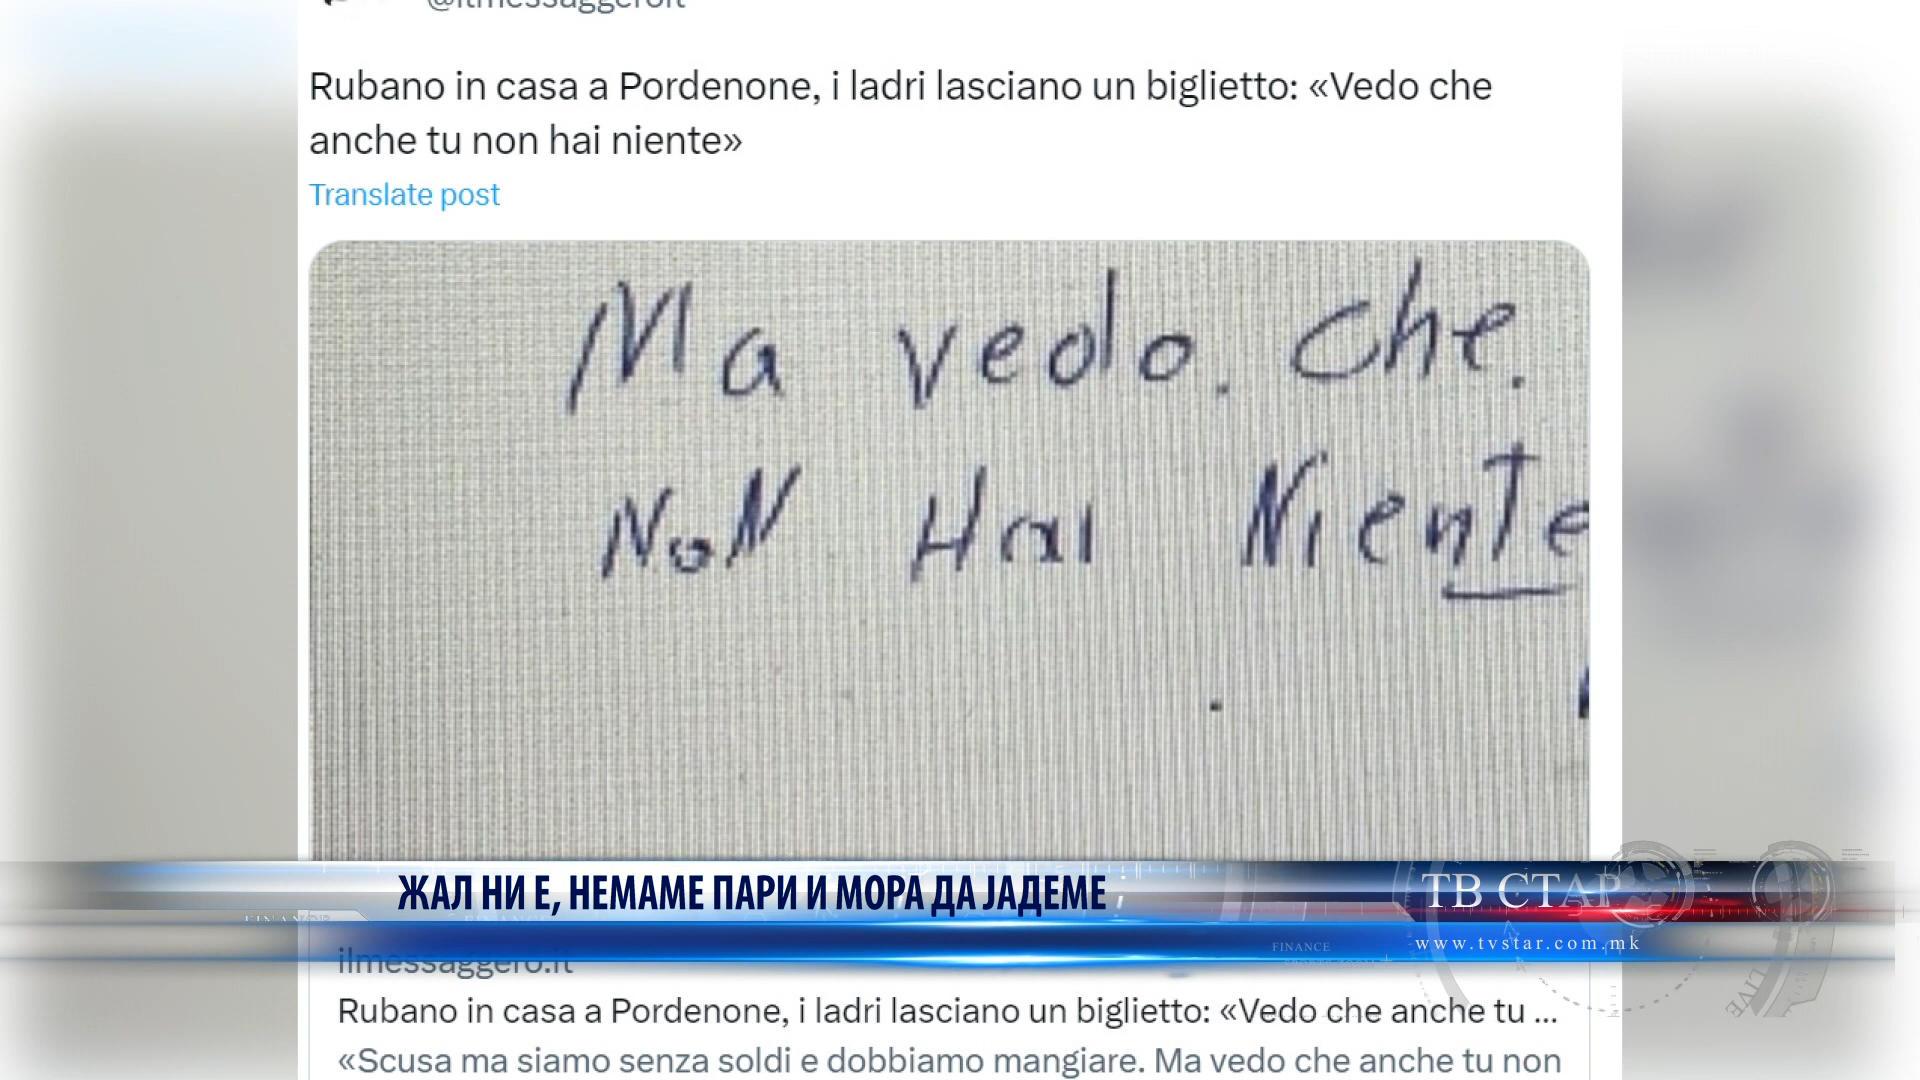 @ilmessaggeroit
Rubano in casa a Pordenone, i ladri lasciano un biglietto: «Vedo che
anche tu non hai niente»
Translate post
Ma vedo. che.
NoN Hai Niente
ЖАЛ НИ Е, НЕМАМЕ ПАРИ И МОРА ДА ЈАДЕМЕ
ТВ СТАР
www.tvstar.com.mk
FINANCE
LIVE
ilmessaggero.it
Rubano in casa a Pordenone, i ladri lasciano un biglietto: «Vedo che anche tu ...
«Scusa ma siamo senza soldi e dobbiamo mangiare. Ma vedo che anche tu non